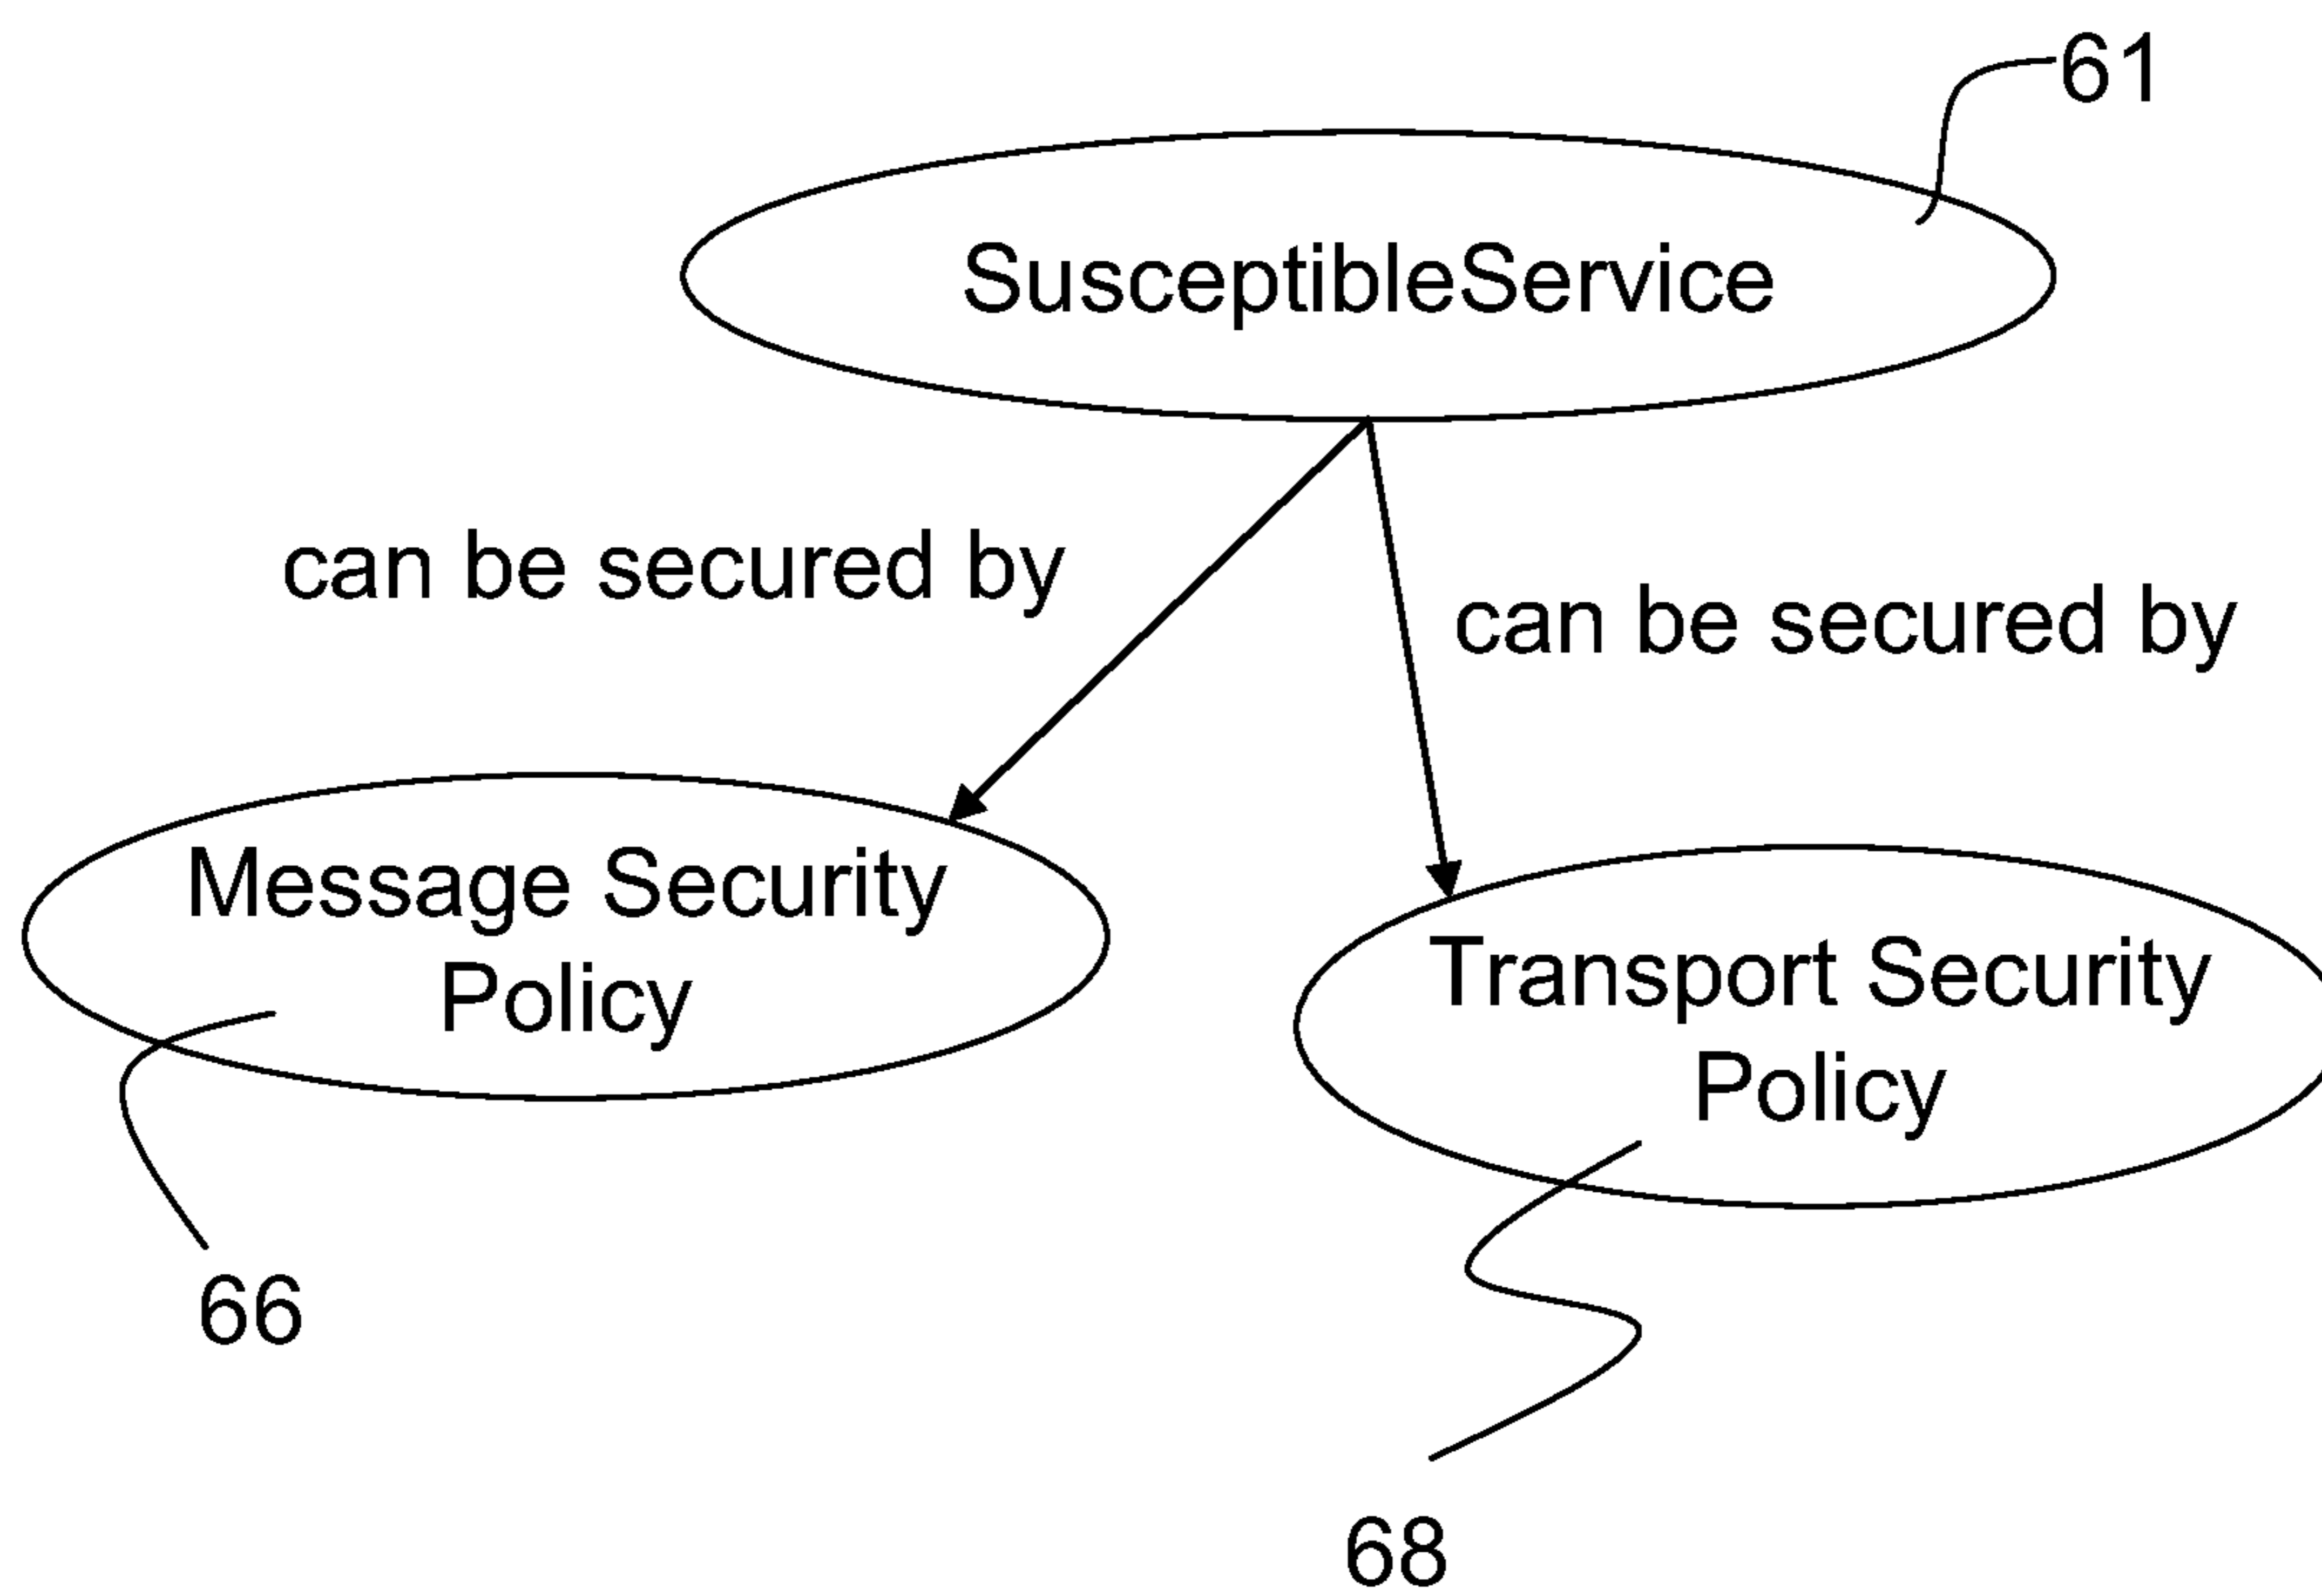 61
SusceptibleService
can be secured by
can be secured by
Message Security
Policy
Transport Security
Policy
66
68